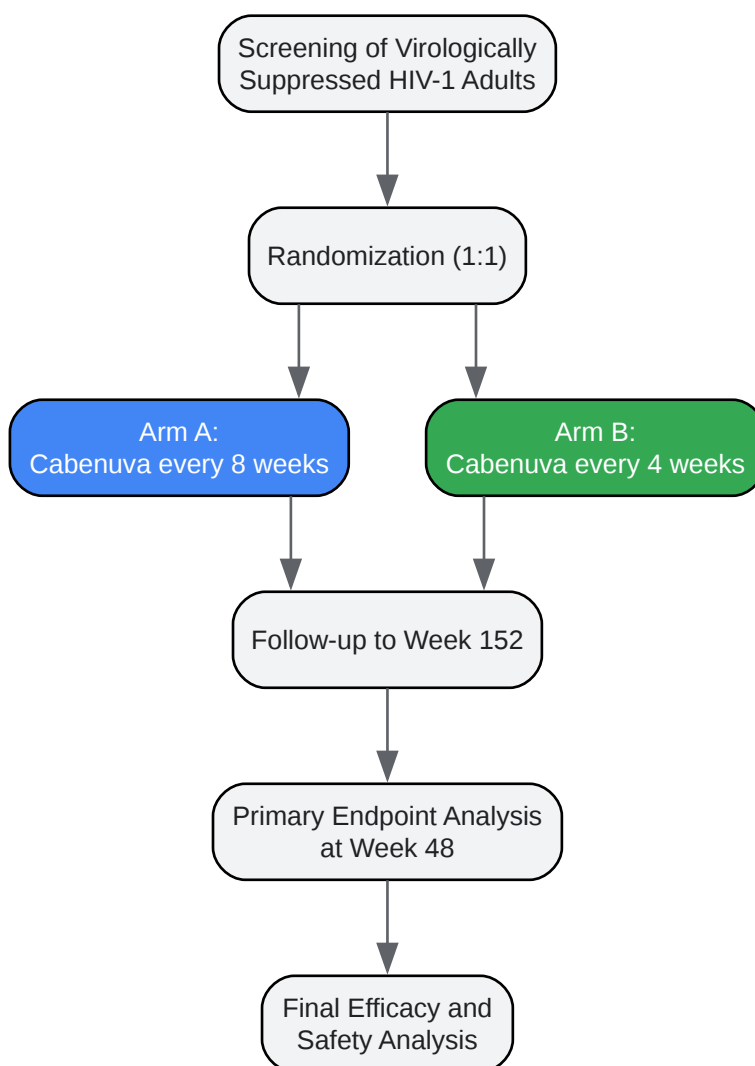 Screening of Virologically
Suppressed HIV-1 Adults
Randomization (1:1)
Arm A:
Cabenuva every 8 weeks
Arm B:
Cabenuva every 4 weeks
Follow-up to Week 152
Primary Endpoint Analysis
at Week 48
Final Efficacy and
Safety Analysis